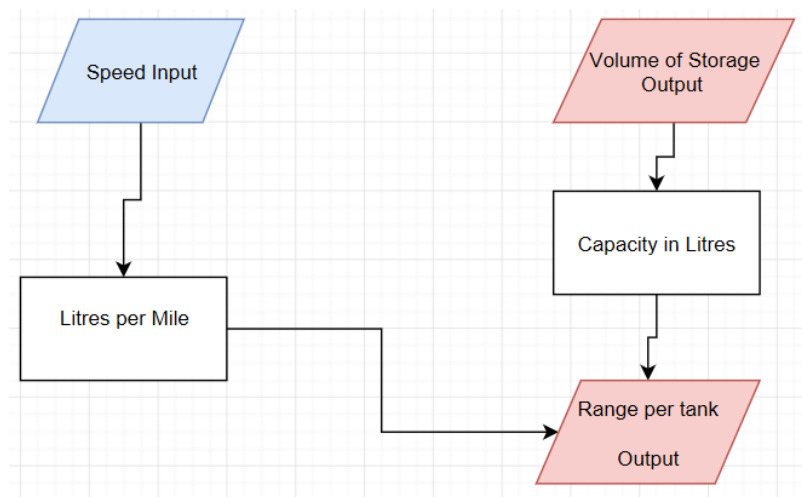 Speed Input
Volume of Storage
Output
Capacity in Litres
Litres per Mile
Range per tank
Output